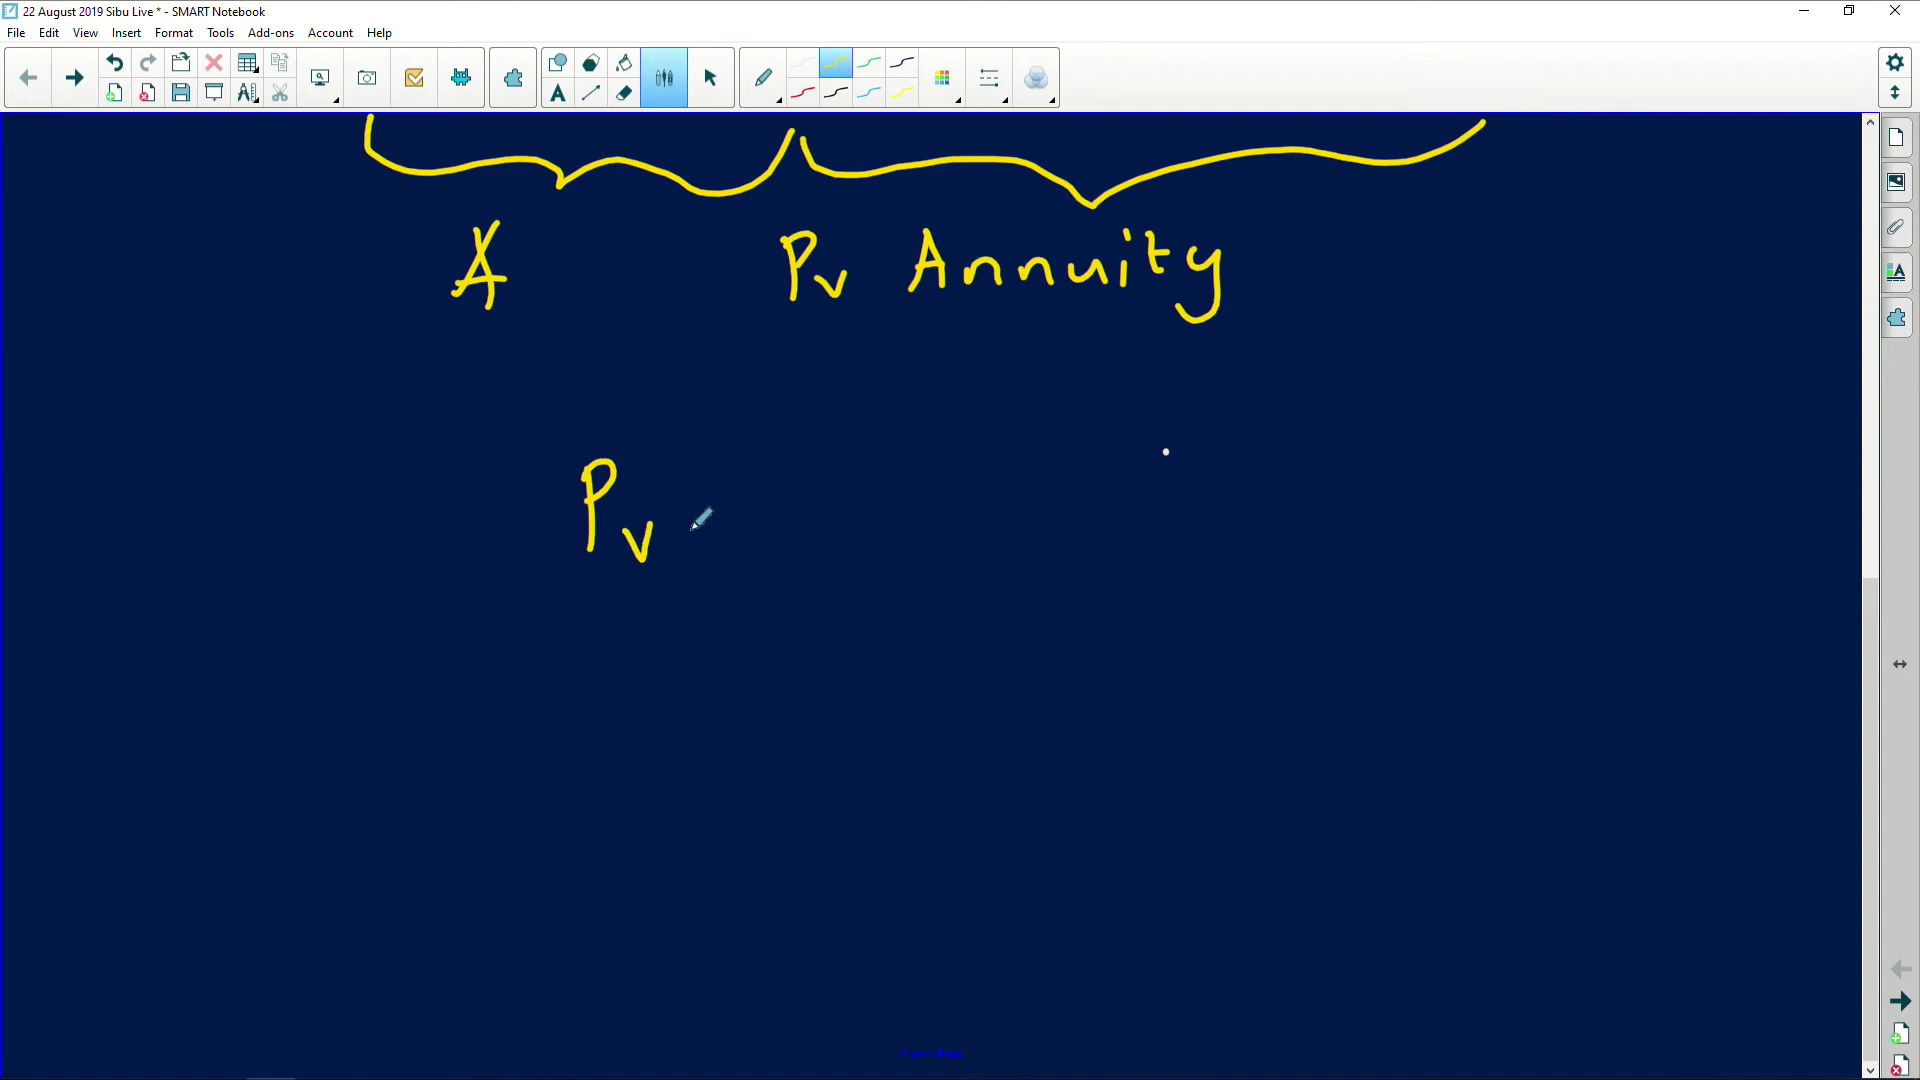 22 August 2019 Sibu Live * - SMART Notebook
File Edit View Insert Format Tools Add-ons Account Help
A Pv Annuity
Pv